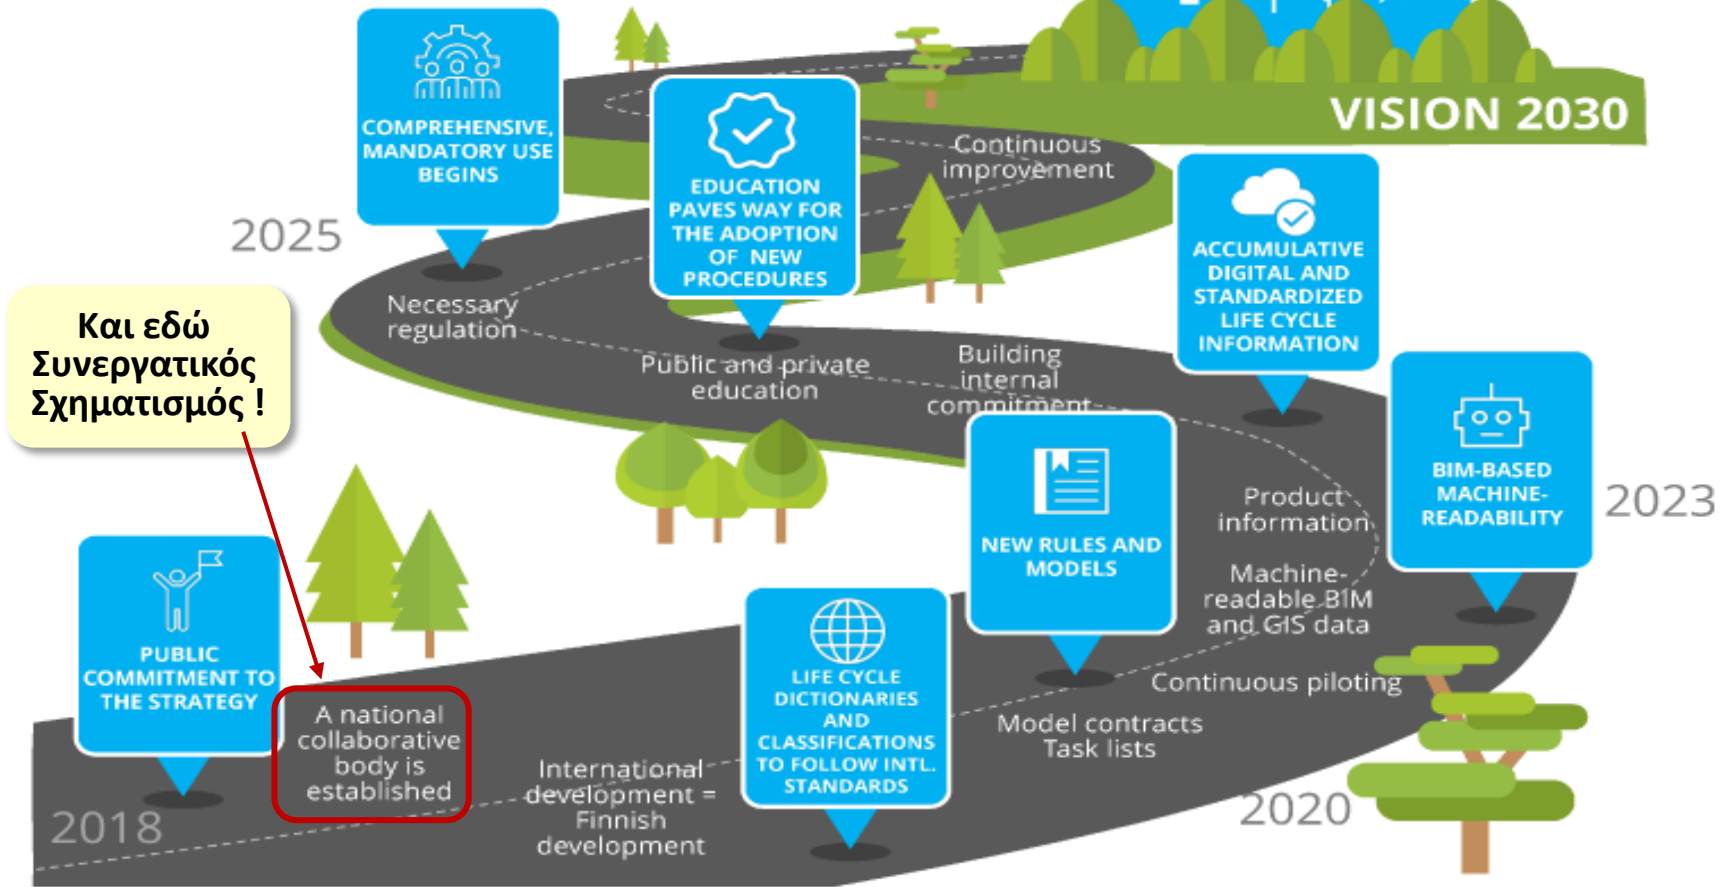 COMPREHENSIVE,
MANDATORY USE
BEGINS
EDUCATION
PAVES WAY FOR
THE ADOPTION
OF NEW
PROCEDURES
Continuous
improvement
VISION 2030
ACCUMULATIVE
DIGITAL AND
STANDARDIZED
LIFE CYCLE
INFORMATION
2025
Necessary
regulation
Και εδώ
Συνεργατικός
Σχηματισμός !
Public and private
education
Building
internal
commitment
BIM-BASED
MACHINE-
READABILITY
2023
Product
information
NEW RULES AND
MODELS
Machine-
readable BIM
and GIS data
PUBLIC
COMMITMENT TO
THE STRATEGY
A national
collaborative
body is
established
LIFE CYCLE
DICTIONARIES
AND
CLASSIFICATIONS
TO FOLLOW INTL.
STANDARDS
Continuous piloting
Model contracts
Task lists
International
development =
Finnish
development
2018
2020